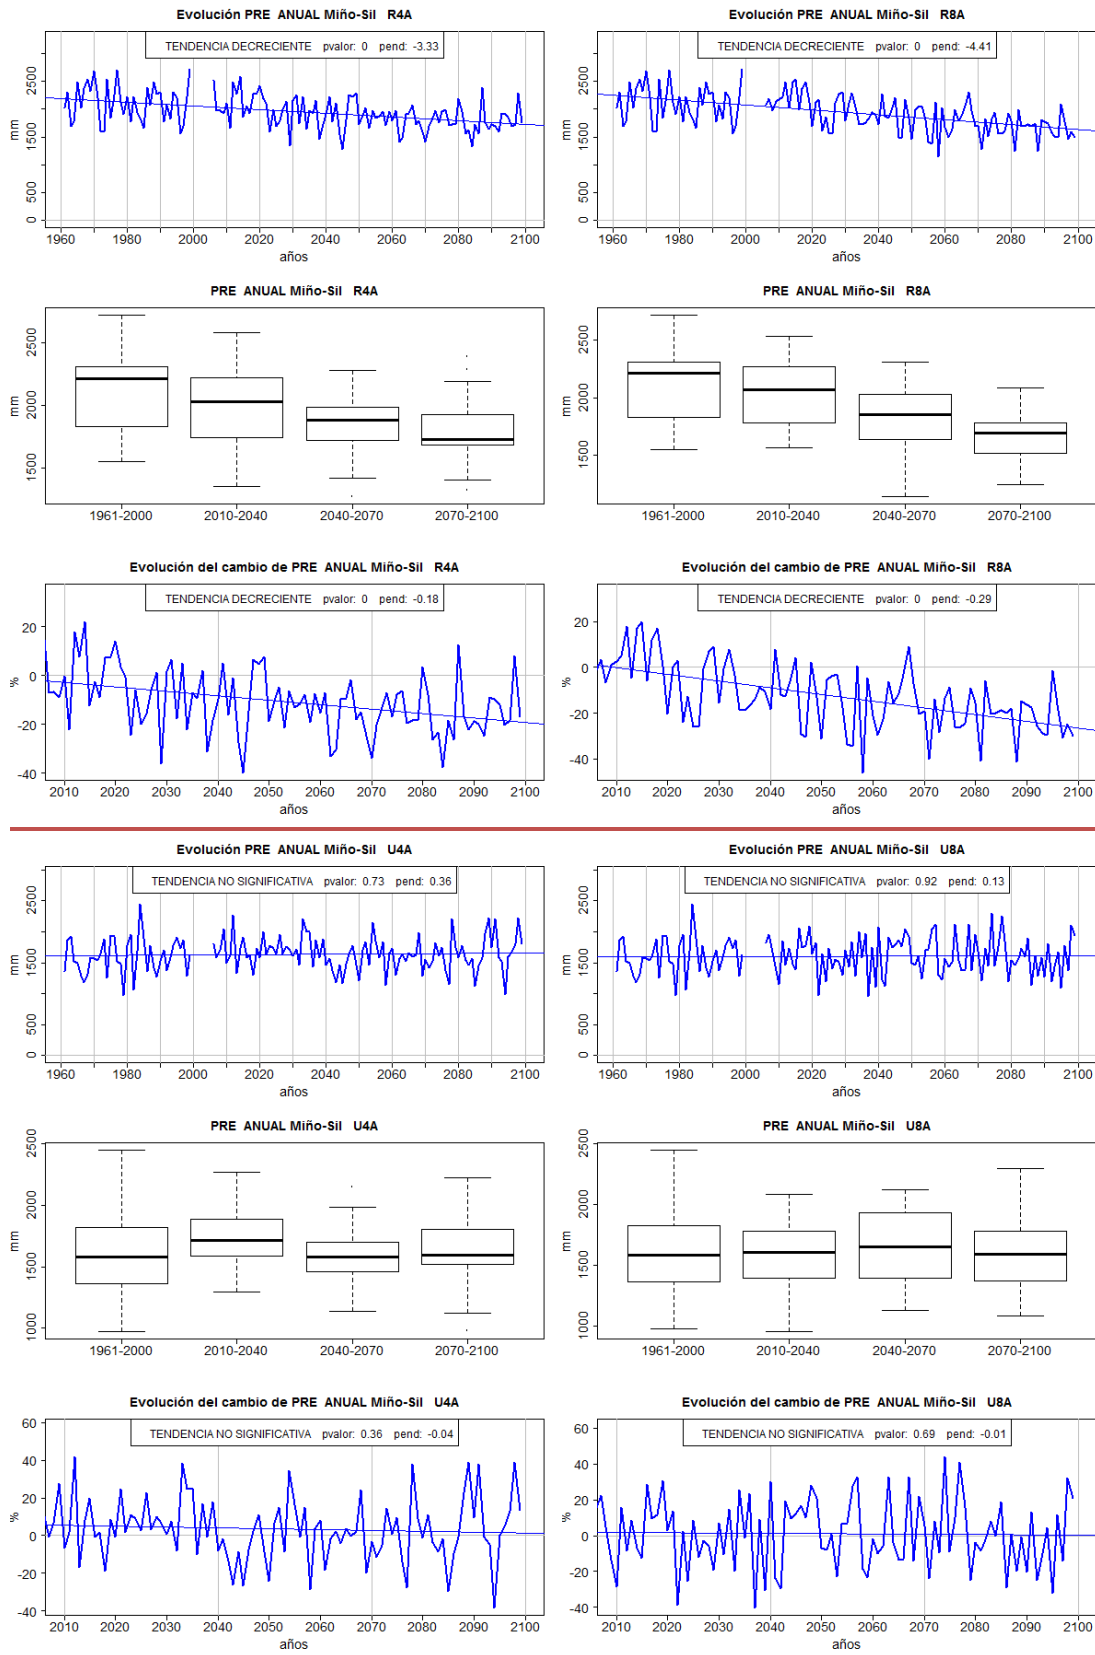 Evolución PRE ANUAL Miño-Sil R4A
TENDENCIA DECRECIENTE pvalor: 0 pend: -3.33
mm
2500
1500
500
0
1960 1980 2000 2020 2040 2060 2080 2100
años
Evolución PRE ANUAL Miño-Sil R8A
TENDENCIA DECRECIENTE pvalor: 0 pend: -4.41
mm
2500
1500
500
0
1960 1980 2000 2020 2040 2060 2080 2100
años
PRE ANUAL Miño-Sil R4A
mm
2500
2000
1500
1961-2000 2010-2040 2040-2070 2070-2100
PRE ANUAL Miño-Sil R8A
mm
2500
2000
1500
1961-2000 2010-2040 2040-2070 2070-2100
Evolución del cambio de PRE ANUAL Miño-Sil R4A
TENDENCIA DECRECIENTE pvalor: 0 pend: -0.18
%
20
0
-20
-40
2010 2020 2030 2040 2050 2060 2070 2080 2090 2100
años
Evolución del cambio de PRE ANUAL Miño-Sil R8A
TENDENCIA DECRECIENTE pvalor: 0 pend: -0.29
%
20
0
-20
-40
2010 2020 2030 2040 2050 2060 2070 2080 2090 2100
años
Evolución PRE ANUAL Miño-Sil U4A
TENDENCIA NO SIGNIFICATIVA pvalor: 0.73 pend: 0.36
mm
2500
1500
500
0
1960 1980 2000 2020 2040 2060 2080 2100
años
Evolución PRE ANUAL Miño-Sil U8A
TENDENCIA NO SIGNIFICATIVA pvalor: 0.92 pend: 0.13
mm
2500
1500
500
0
1960 1980 2000 2020 2040 2060 2080 2100
años
PRE ANUAL Miño-Sil U4A
mm
2500
2000
1500
1000
1961-2000 2010-2040 2040-2070 2070-2100
PRE ANUAL Miño-Sil U8A
mm
2500
2000
1500
1000
1961-2000 2010-2040 2040-2070 2070-2100
Evolución del cambio de PRE ANUAL Miño-Sil U4A
TENDENCIA NO SIGNIFICATIVA pvalor: 0.36 pend: -0.04
%
60
40
20
0
-20
-40
2010 2020 2030 2040 2050 2060 2070 2080 2090 2100
años
Evolución del cambio de PRE ANUAL Miño-Sil U8A
TENDENCIA NO SIGNIFICATIVA pvalor: 0.69 pend: -0.01
%
60
40
20
0
-20
-40
2010 2020 2030 2040 2050 2060 2070 2080 2090 2100
años